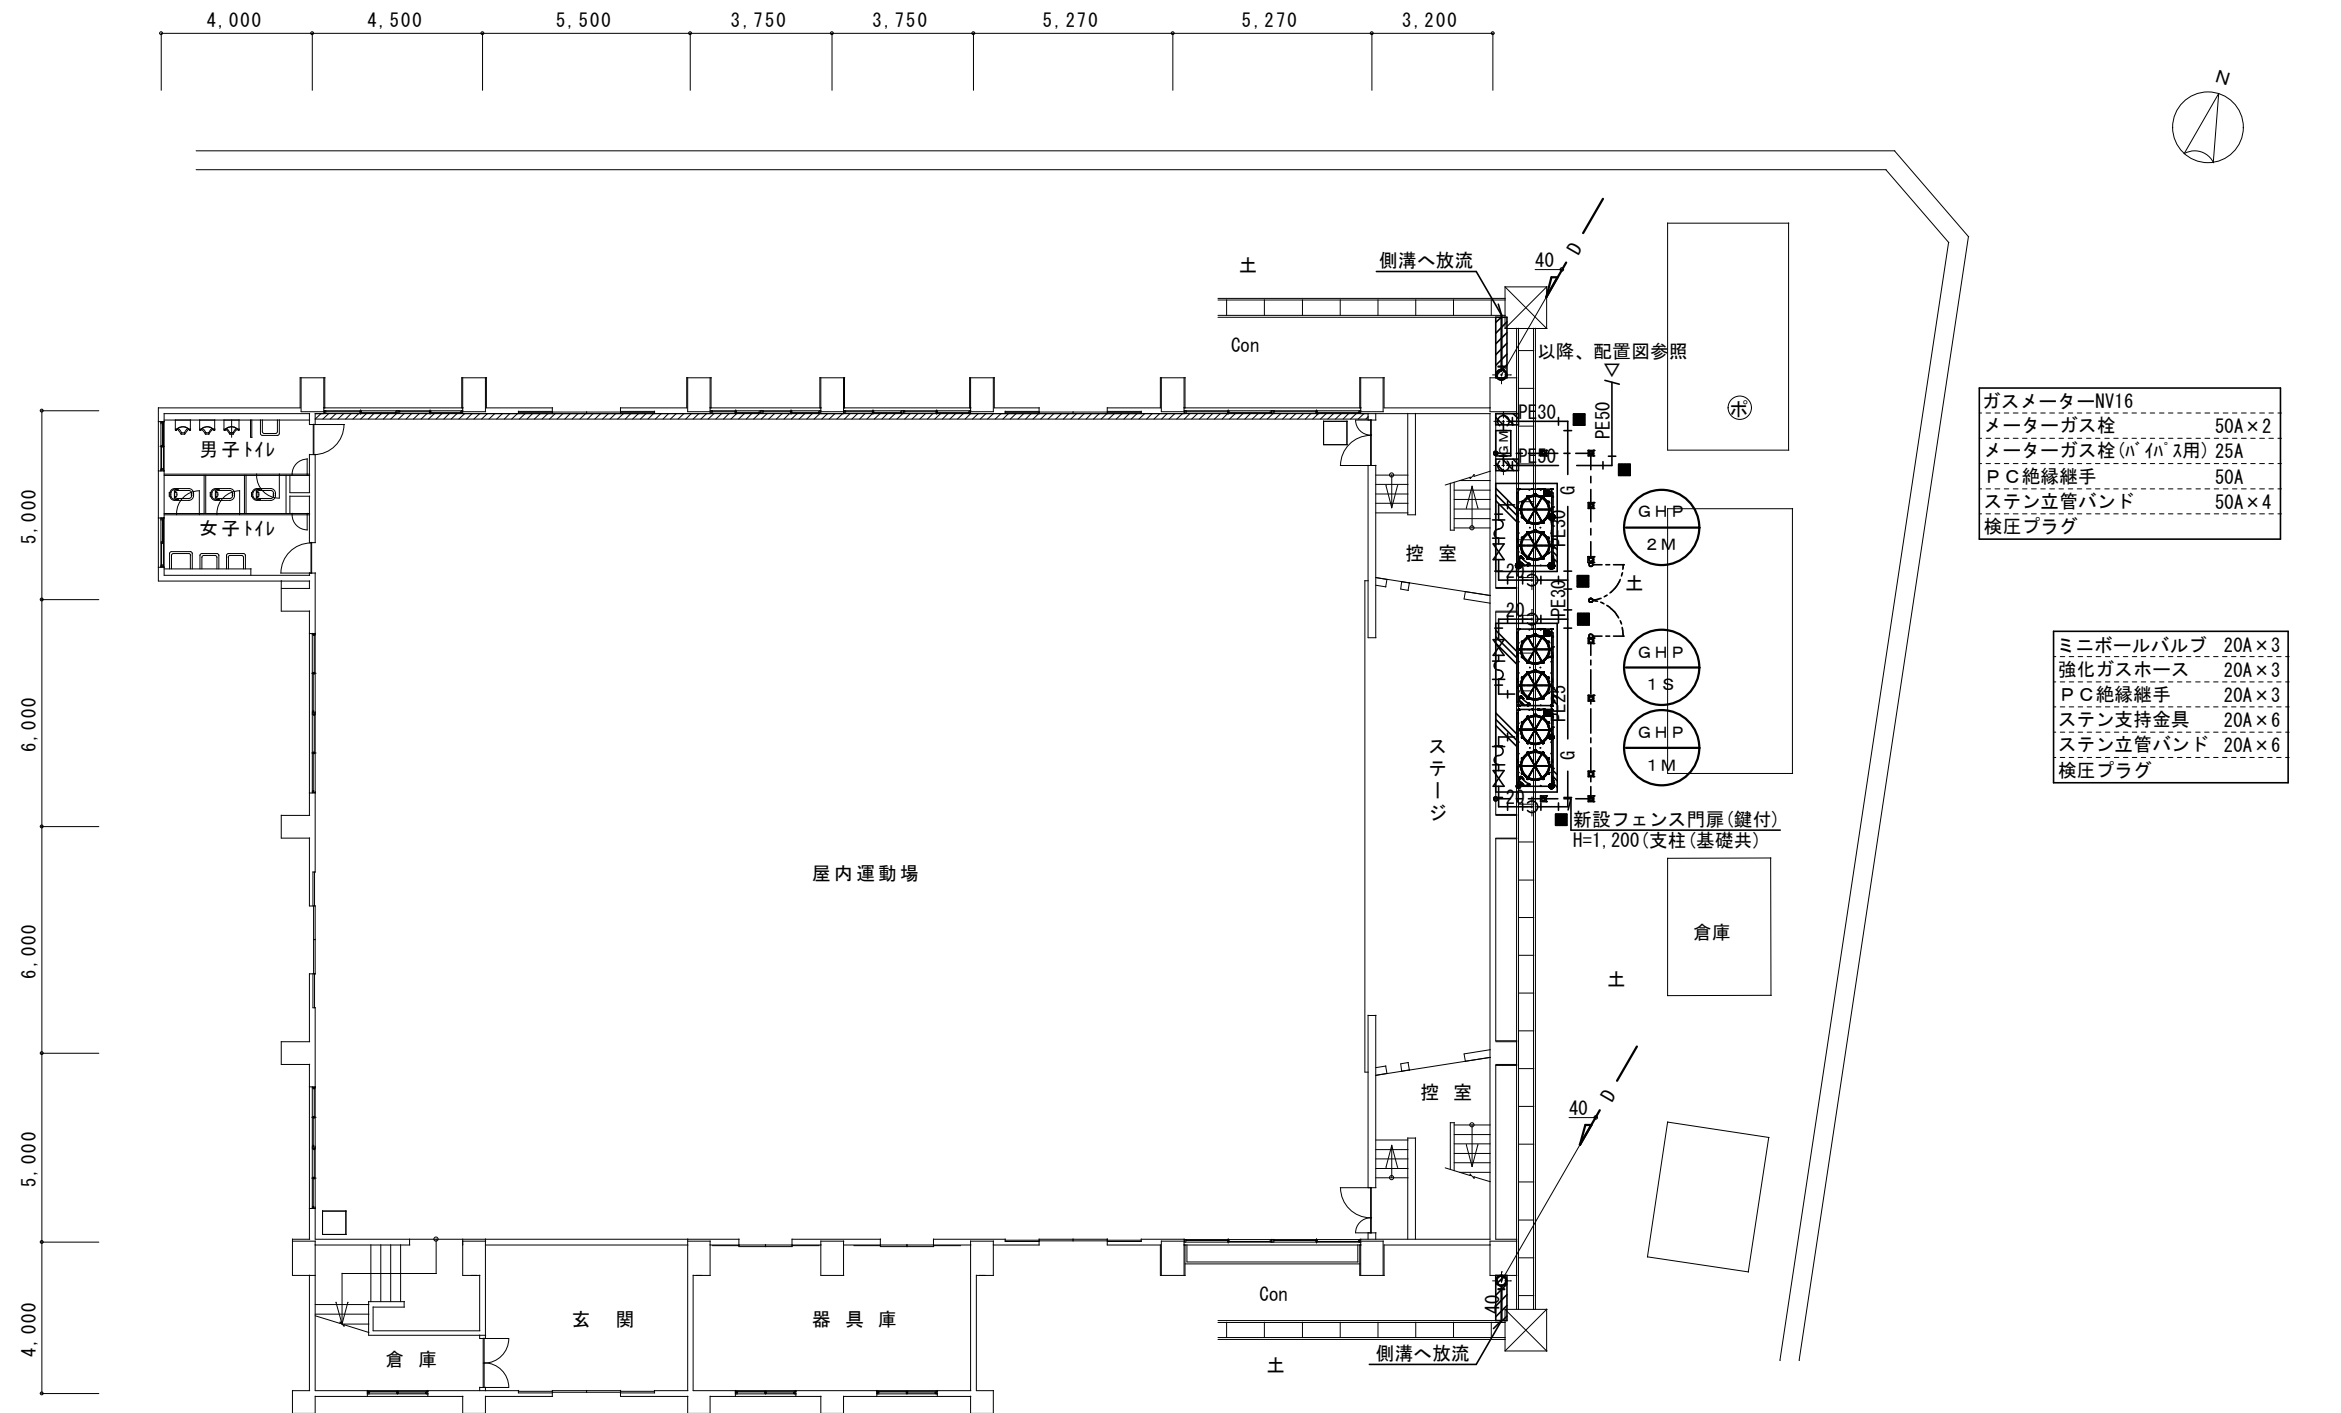 4,000
4,500
5,500
3,750
3,750
5,270
5,270
3,200
N
側溝へ放流
土
40
D
Con
以降、配置図参照
ポ
PE30
PE50
GM
PE50
ガスメーターNV16
メーターガス栓 50A×2
メーターガス栓(バイパス用) 25A
PC絶縁継手 50A
ステン立管バンド 50A×4
検圧プラグ
男子トイレ
女子トイレ
5,000
控室
G
PE30
GHP
2M
20
PE30
土
20
GHP
1S
GHP
1M
PE25
G
20
ミニボールバルブ 20A×3
強化ガスホース 20A×3
PC絶縁継手 20A×3
ステン支持金具 20A×6
ステン立管バンド 20A×6
検圧プラグ
6,000
ステージ
新設フェンス門扉(鍵付)
H=1,200(支柱(基礎共)
屋内運動場
倉庫
6,000
土
控室
40
D
5,000
Con
40
玄関
器具庫
倉庫
4,000
側溝へ放流
土